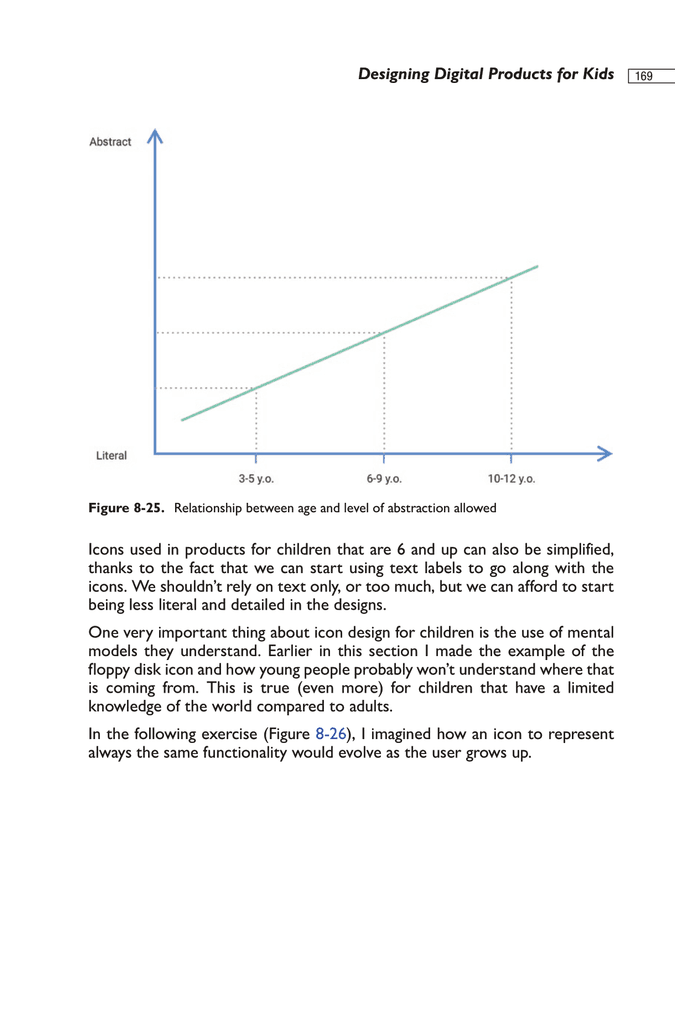 Designing Digital Products for Kids 169
Abstract
Literal
3-5 y.o. 6-9 y.o. 10-12 y.o.
Figure 8-25. Relationship between age and level of abstraction allowed
Icons used in products for children that are 6 and up can also be simplified,
thanks to the fact that we can start using text labels to go along with the
icons. We shouldn’t rely on text only, or too much, but we can afford to start
being less literal and detailed in the designs.
One very important thing about icon design for children is the use of mental
models they understand. Earlier in this section I made the example of the
floppy disk icon and how young people probably won’t understand where that
is coming from. This is true (even more) for children that have a limited
knowledge of the world compared to adults.
In the following exercise (Figure 8-26), I imagined how an icon to represent
always the same functionality would evolve as the user grows up.